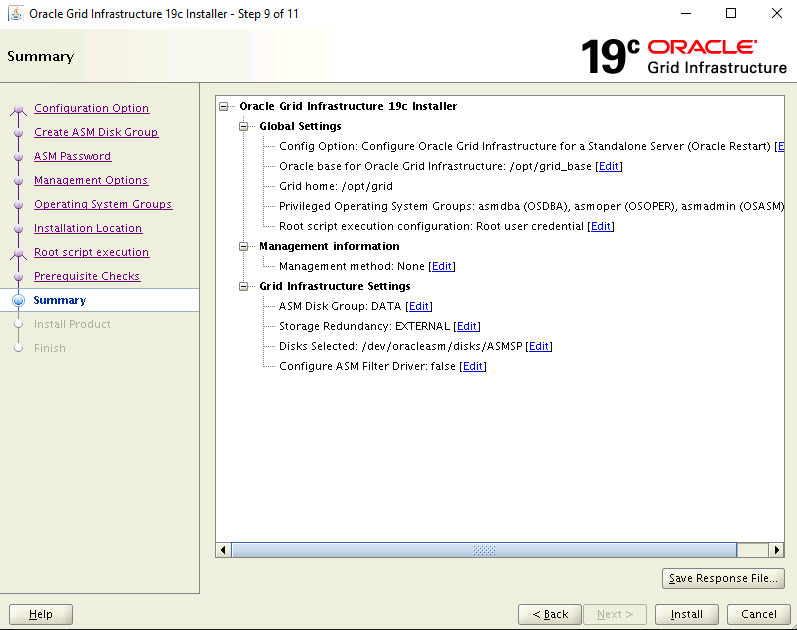 Oracle Grid Infrastructure 19c Installer - Step 9 of 11
Summary
19c ORACLE
Grid Infrastructure
Configuration Option
Create ASM Disk Group
ASM Password
Management Options
Operating System Groups
Installation Location
Root script execution
Prerequisite Checks
Summary
Install Product
Finish
Oracle Grid Infrastructure 19c Installer
Global Settings
Config Option: Configure Oracle Grid Infrastructure for a Standalone Server (Oracle Restart) [E
Oracle base for Oracle Grid Infrastructure: /opt/grid_base [Edit]
Grid home: /opt/grid
Privileged Operating System Groups: asmdba (OSDBA), asmoper (OSOPER), asmadmin (OSASM)
Root script execution configuration: Root user credential [Edit]
Management information
Management method: None [Edit]
Grid Infrastructure Settings
ASM Disk Group: DATA [Edit]
Storage Redundancy: EXTERNAL [Edit]
Disks Selected: /dev/oracleasm/disks/ASMSP [Edit]
Configure ASM Filter Driver: false [Edit]
Save Response File...
Help
< Back
Next >
Install
Cancel